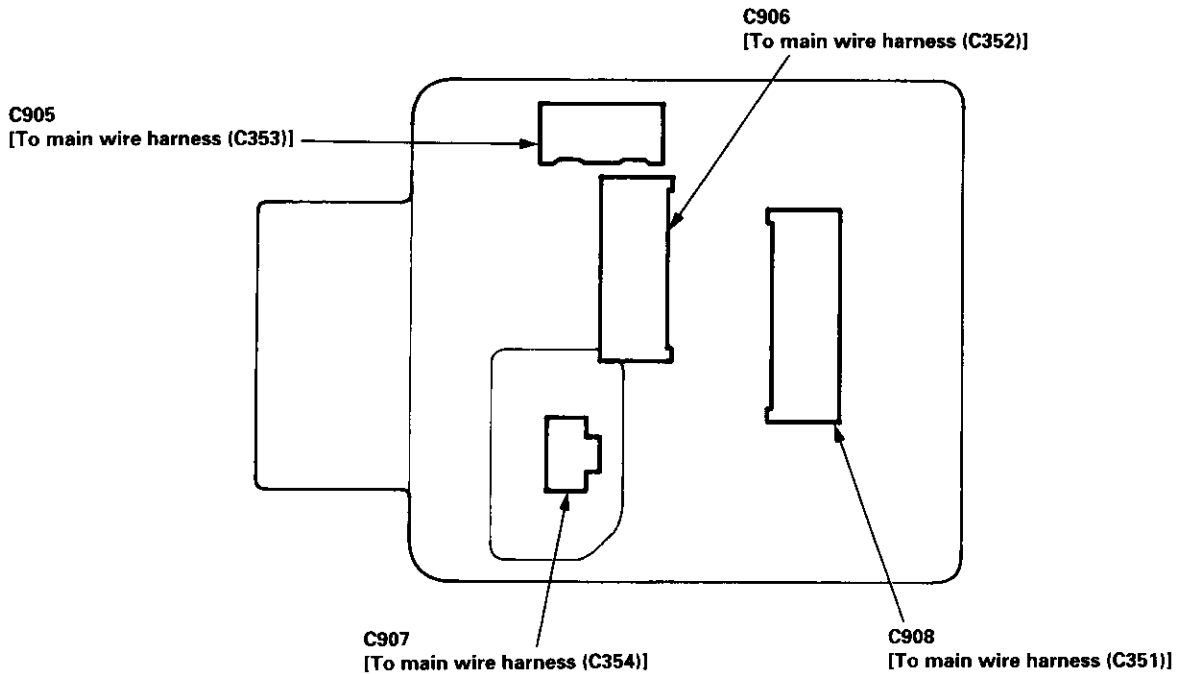 C906
[To main wire harness (C352)]
C905
[To main wire harness (C353)]
C907
[To main wire harness (C354)]
C908
[To main wire harness (C351)]